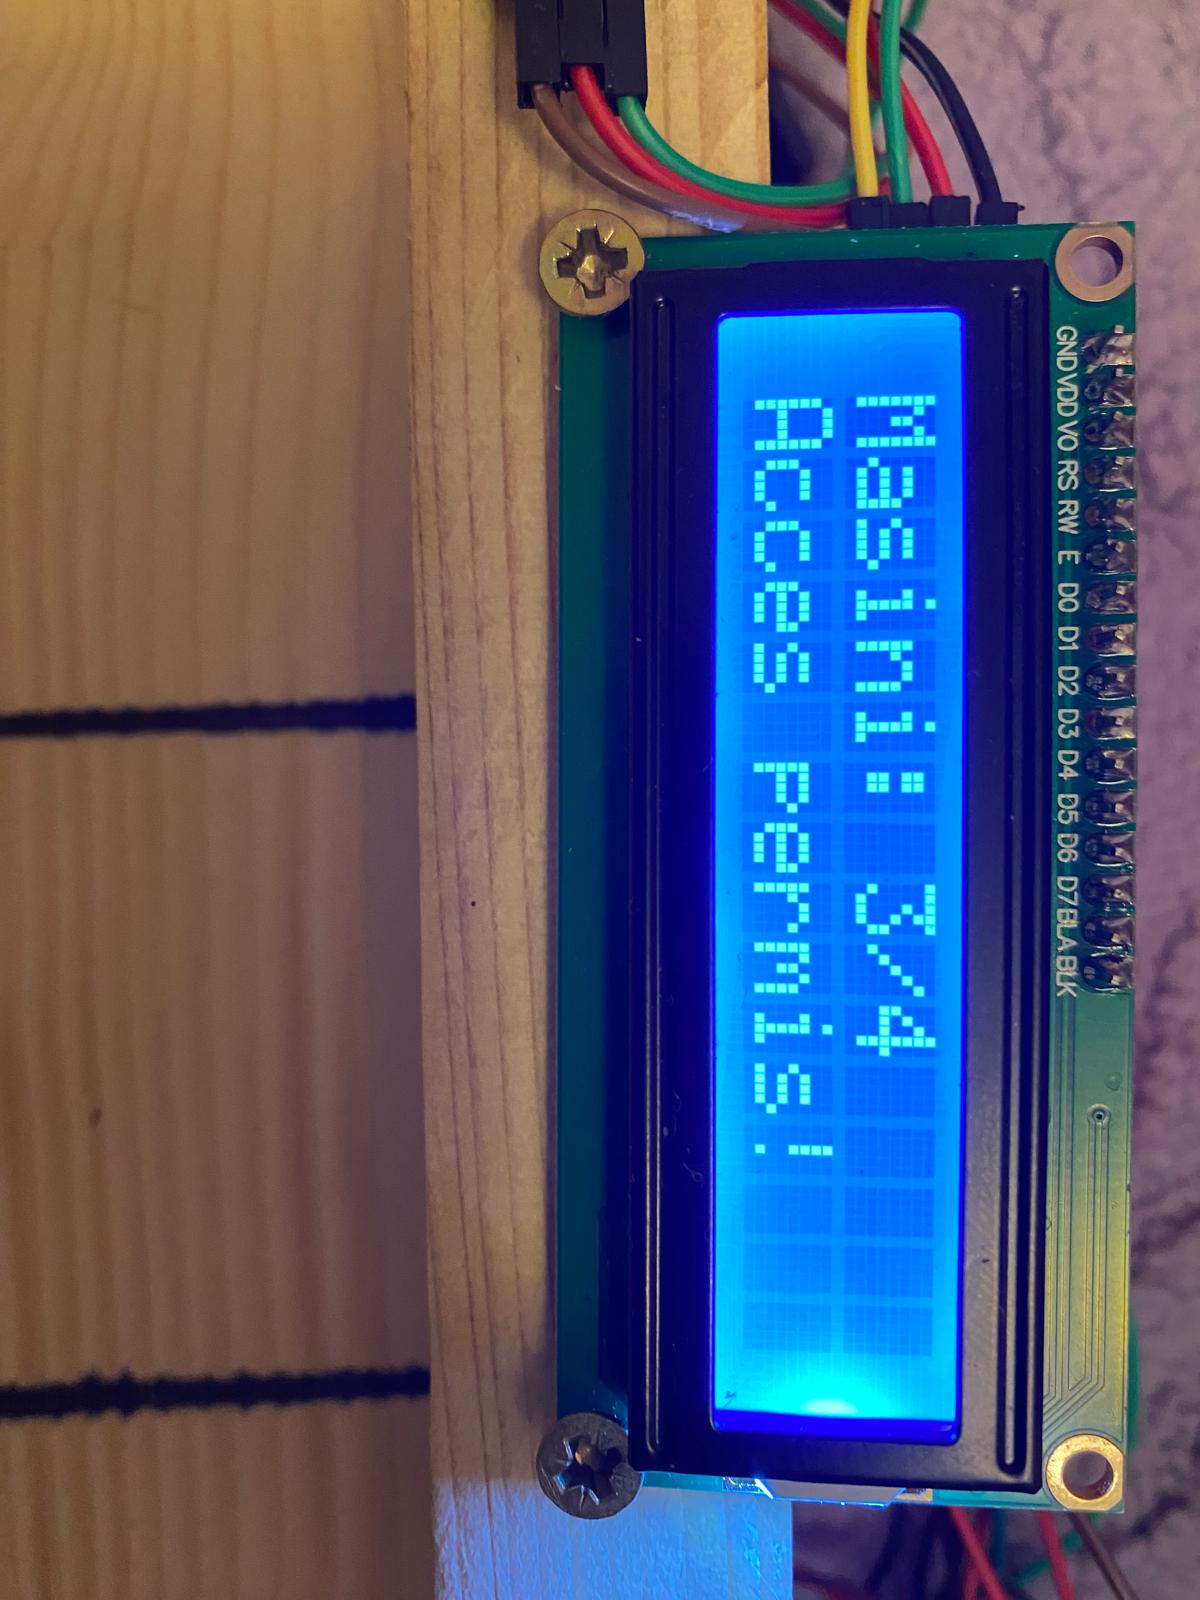 Masini: 3/4
Acces permis!
GND VDD VO RS RW E D0 D1 D2 D3 D4 D5 D6 D7 BLA BLK